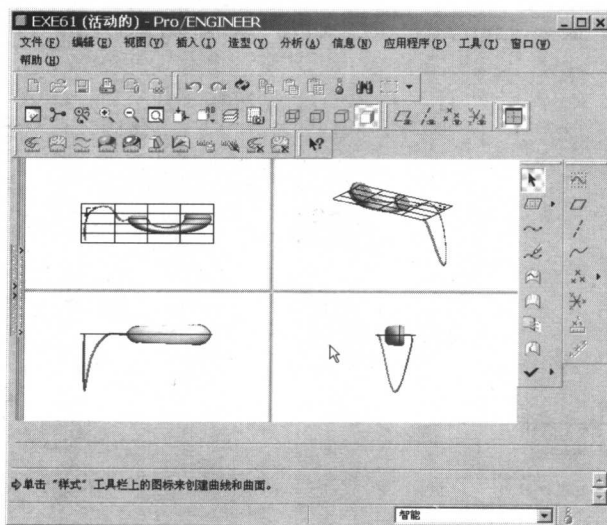 EXE61 (活动的) - Pro/ENGINEER
文件(F) 编辑(E) 视图(V) 插入(I) 造型(Y) 分析(A) 信息(N) 应用程序(P) 工具(T) 窗口(W)
帮助(H)
单击“样式”工具栏上的图标来创建曲线和曲面。
智能